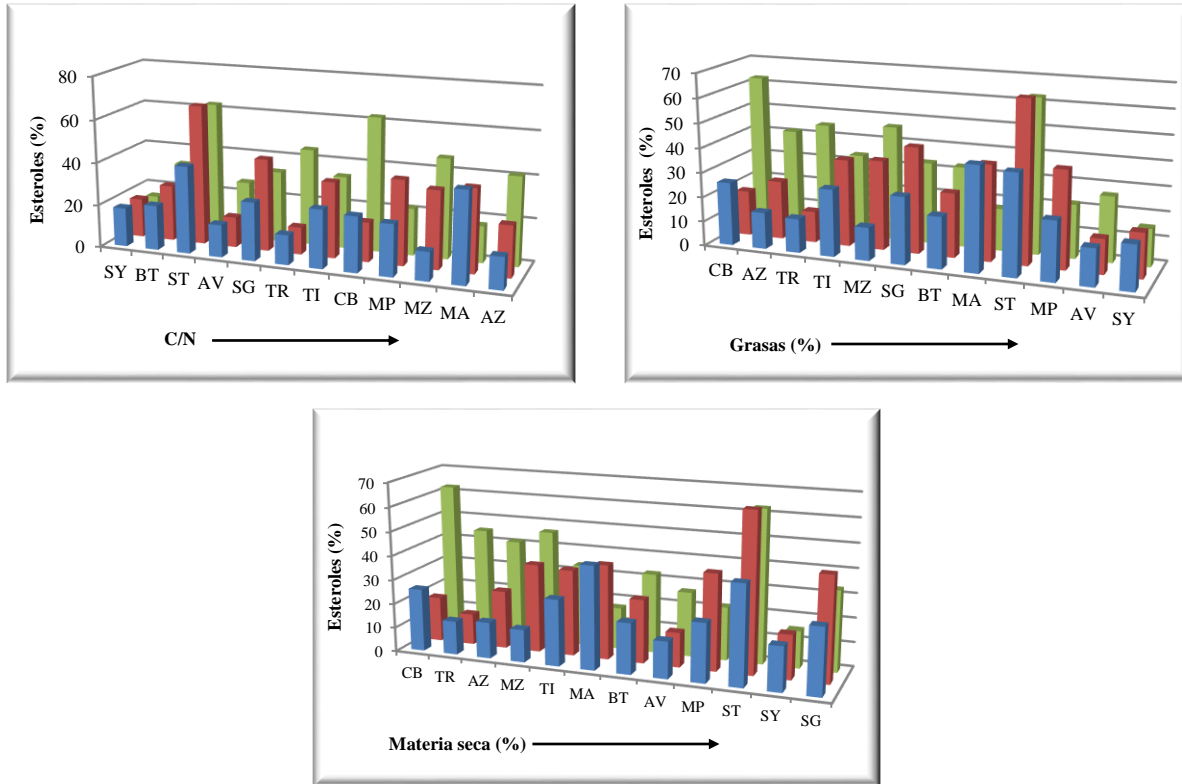 Esteroles (%)
80
60
40
20
0
SY BT ST AV SG TR TI CB MP MZ MA AZ
C/N
Esteroles (%)
70
60
50
40
30
20
10
0
CB AZ TR TI MZ SG BT MA ST MP AV SY
Grasas (%)
Esteroles (%)
70
60
50
40
30
20
10
0
CB TR AZ MZ TI MA BT AV MP ST SY SG
Materia seca (%)